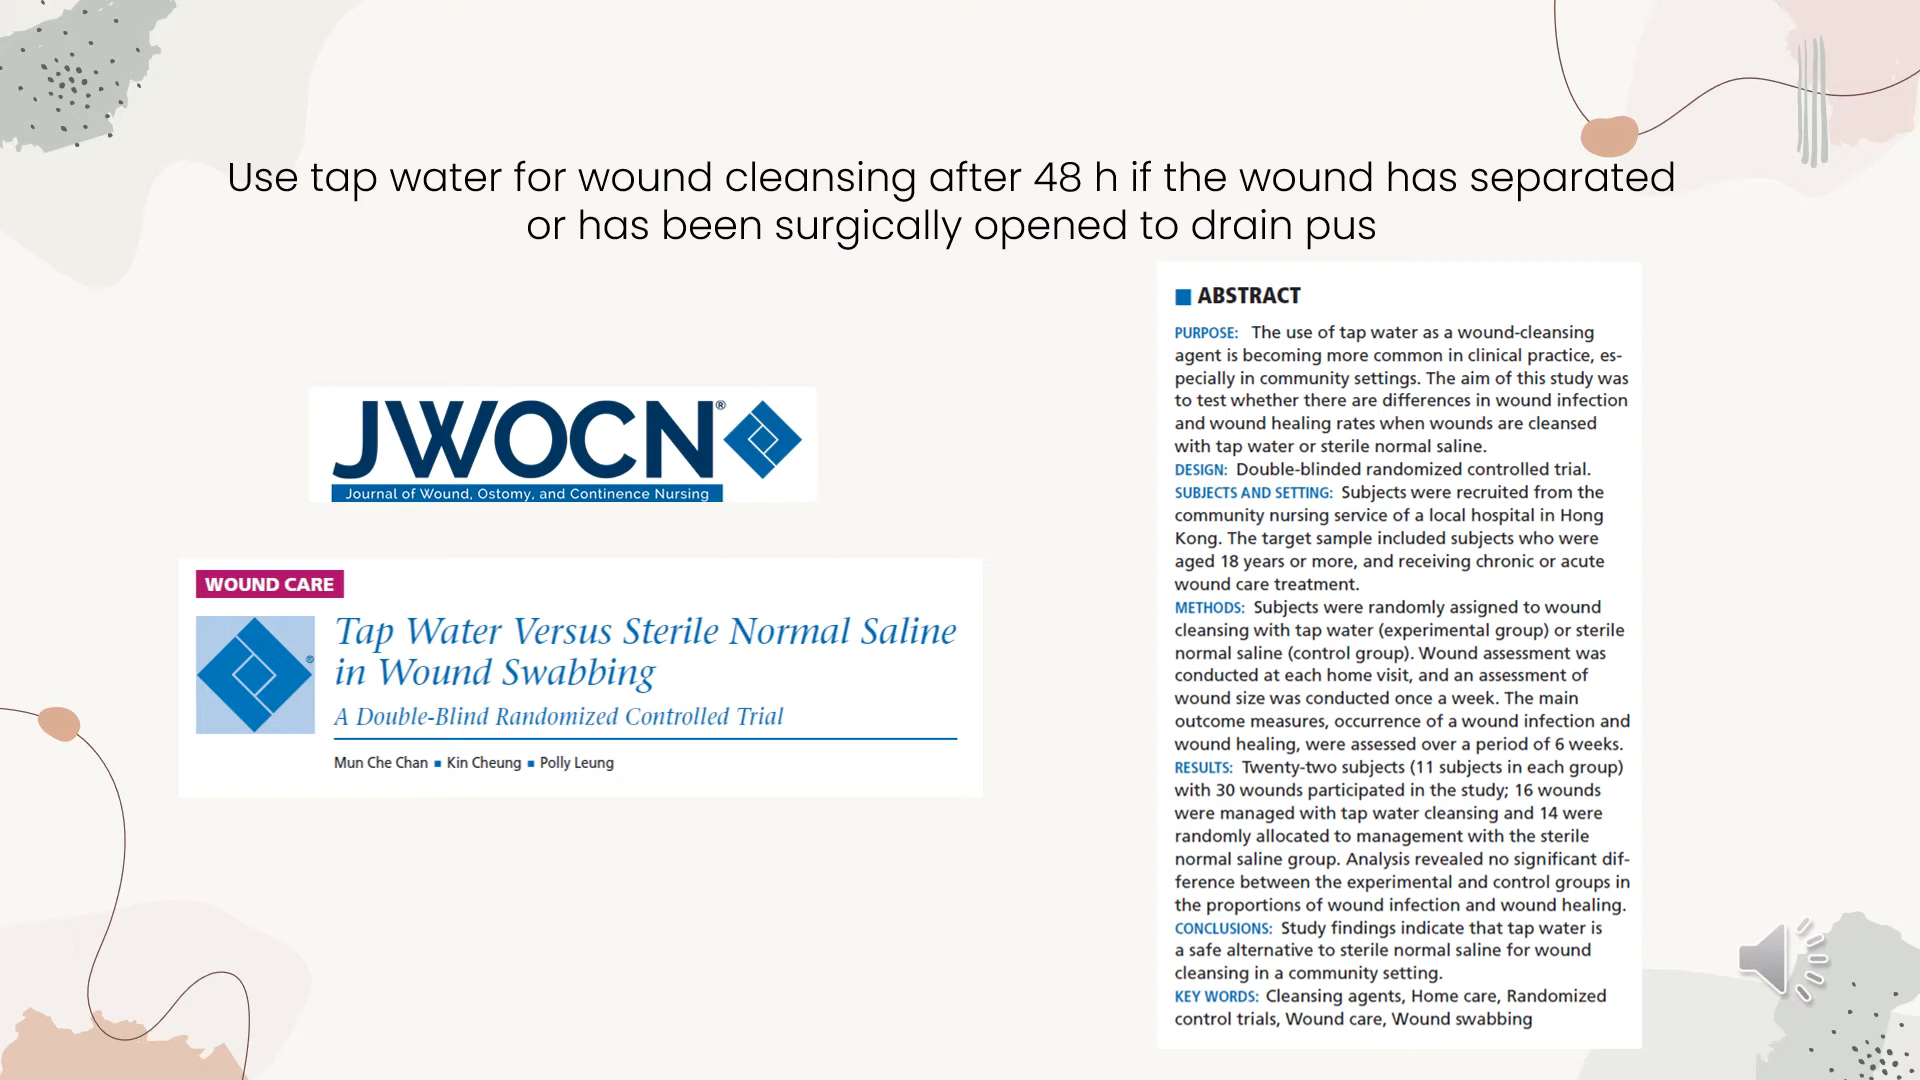 Use tap water for wound cleansing after 48 h if the wound has separated
or has been surgically opened to drain pus
JWOCN®
Journal of Wound, Ostomy, and Continence Nursing
WOUND CARE
®
Tap Water Versus Sterile Normal Saline
in Wound Swabbing
A Double-Blind Randomized Controlled Trial
Mun Che Chan ■ Kin Cheung ■ Polly Leung
■ ABSTRACT
PURPOSE: The use of tap water as a wound-cleansing
agent is becoming more common in clinical practice, es-
pecially in community settings. The aim of this study was
to test whether there are differences in wound infection
and wound healing rates when wounds are cleansed
with tap water or sterile normal saline.
DESIGN: Double-blinded randomized controlled trial.
SUBJECTS AND SETTING: Subjects were recruited from the
community nursing service of a local hospital in Hong
Kong. The target sample included subjects who were
aged 18 years or more, and receiving chronic or acute
wound care treatment.
METHODS: Subjects were randomly assigned to wound
cleansing with tap water (experimental group) or sterile
normal saline (control group). Wound assessment was
conducted at each home visit, and an assessment of
wound size was conducted once a week. The main
outcome measures, occurrence of a wound infection and
wound healing, were assessed over a period of 6 weeks.
RESULTS: Twenty-two subjects (11 subjects in each group)
with 30 wounds participated in the study; 16 wounds
were managed with tap water cleansing and 14 were
randomly allocated to management with the sterile
normal saline group. Analysis revealed no significant dif-
ference between the experimental and control groups in
the proportions of wound infection and wound healing.
CONCLUSIONS: Study findings indicate that tap water is
a safe alternative to sterile normal saline for wound
cleansing in a community setting.
KEY WORDS: Cleansing agents, Home care, Randomized
control trials, Wound care, Wound swabbing